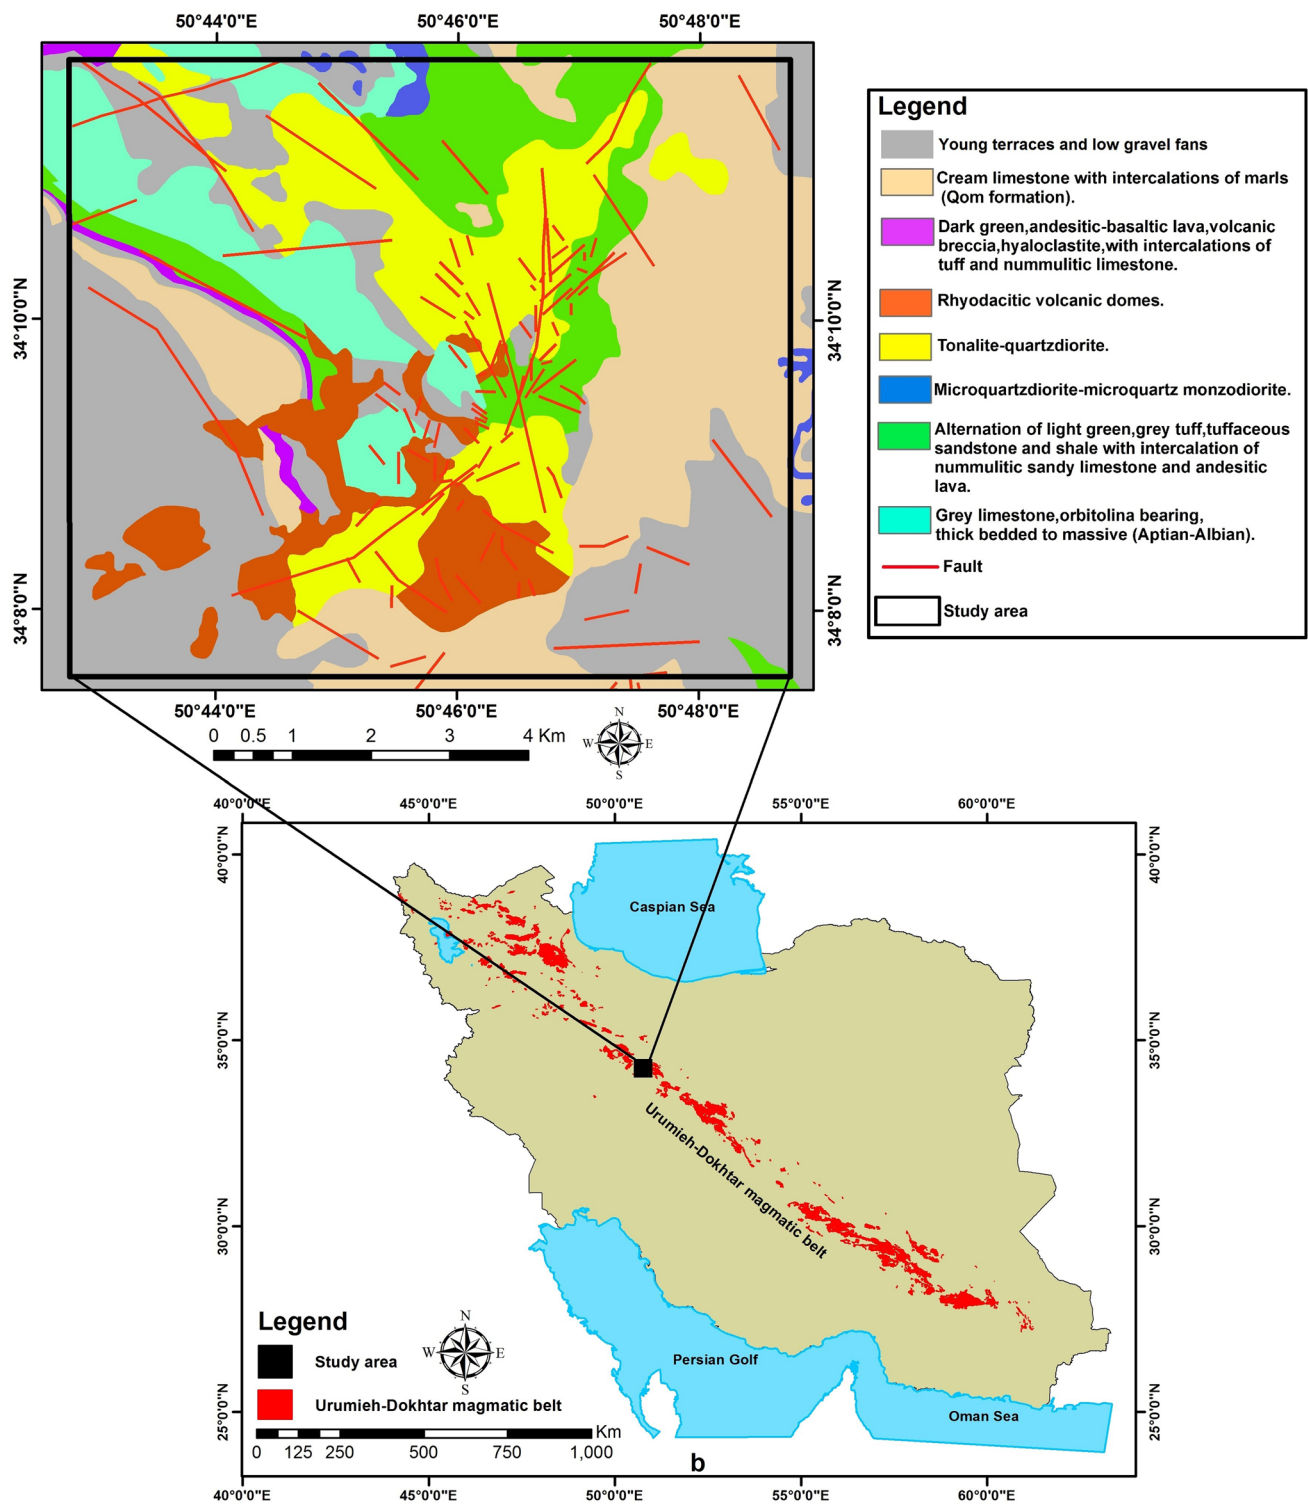 50°44'0"E 50°46'0"E 50°48'0"E
34°10'0"N
34°8'0"N
34°10'0"N
34°8'0"N
50°44'0"E 50°46'0"E 50°48'0"E
0 0.5 1 2 3 4 Km
N
W E
S
Legend
Young terraces and low gravel fans
Cream limestone with intercalations of marls
(Qom formation).
Dark green,andesitic-basaltic lava,volcanic
breccia,hyaloclastite,with intercalations of
tuff and nummulitic limestone.
Rhyodacitic volcanic domes.
Tonalite-quartzdiorite.
Microquartzdiorite-microquartz monzodiorite.
Alternation of light green,grey tuff,tuffaceous
sandstone and shale with intercalation of
nummulitic sandy limestone and andesitic
lava.
Grey limestone,orbitolina bearing,
thick bedded to massive (Aptian-Albian).
Fault
Study area
40°0'0"E 45°0'0"E 50°0'0"E 55°0'0"E 60°0'0"E
40°0'0"N
35°0'0"N
30°0'0"N
25°0'0"N
40°0'0"N
35°0'0"N
30°0'0"N
25°0'0"N
Caspian Sea
Urumieh-Dokhtar magmatic belt
Persian Golf
Oman Sea
Legend
Study area
Urumieh-Dokhtar magmatic belt
N
W E
S
Km
0 125 250 500 750 1,000
b
40°0'0"E 45°0'0"E 50°0'0"E 55°0'0"E 60°0'0"E